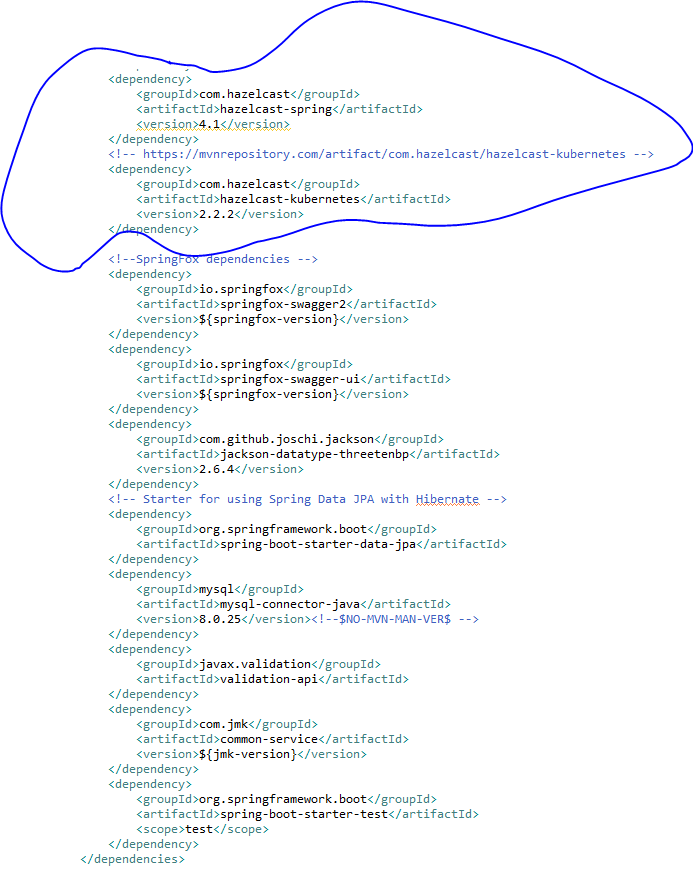 <dependency>
<groupId>com.hazelcast</groupId>
<artifactId>hazelcast-spring</artifactId>
<version>4.1</version>
</dependency>
<!-- https://mvnrepository.com/artifact/com.hazelcast/hazelcast-kubernetes -->
<dependency>
<groupId>com.hazelcast</groupId>
<artifactId>hazelcast-kubernetes</artifactId>
<version>2.2.2</version>
</dependency>
<!--SpringFox dependencies -->
<dependency>
<groupId>io.springfox</groupId>
<artifactId>springfox-swagger2</artifactId>
<version>${springfox-version}</version>
</dependency>
<dependency>
<groupId>io.springfox</groupId>
<artifactId>springfox-swagger-ui</artifactId>
<version>${springfox-version}</version>
</dependency>
<dependency>
<groupId>com.github.joschi.jackson</groupId>
<artifactId>jackson-datatype-threetenbp</artifactId>
<version>2.6.4</version>
</dependency>
<!-- Starter for using Spring Data JPA with Hibernate -->
<dependency>
<groupId>org.springframework.boot</groupId>
<artifactId>spring-boot-starter-data-jpa</artifactId>
</dependency>
<dependency>
<groupId>mysql</groupId>
<artifactId>mysql-connector-java</artifactId>
<version>8.0.25</version><!--$NO-MVN-MAN-VER$ -->
</dependency>
<dependency>
<groupId>javax.validation</groupId>
<artifactId>validation-api</artifactId>
</dependency>
<dependency>
<groupId>com.jmk</groupId>
<artifactId>common-service</artifactId>
<version>${jmk-version}</version>
</dependency>
<dependency>
<groupId>org.springframework.boot</groupId>
<artifactId>spring-boot-starter-test</artifactId>
<scope>test</scope>
</dependency>
</dependencies>